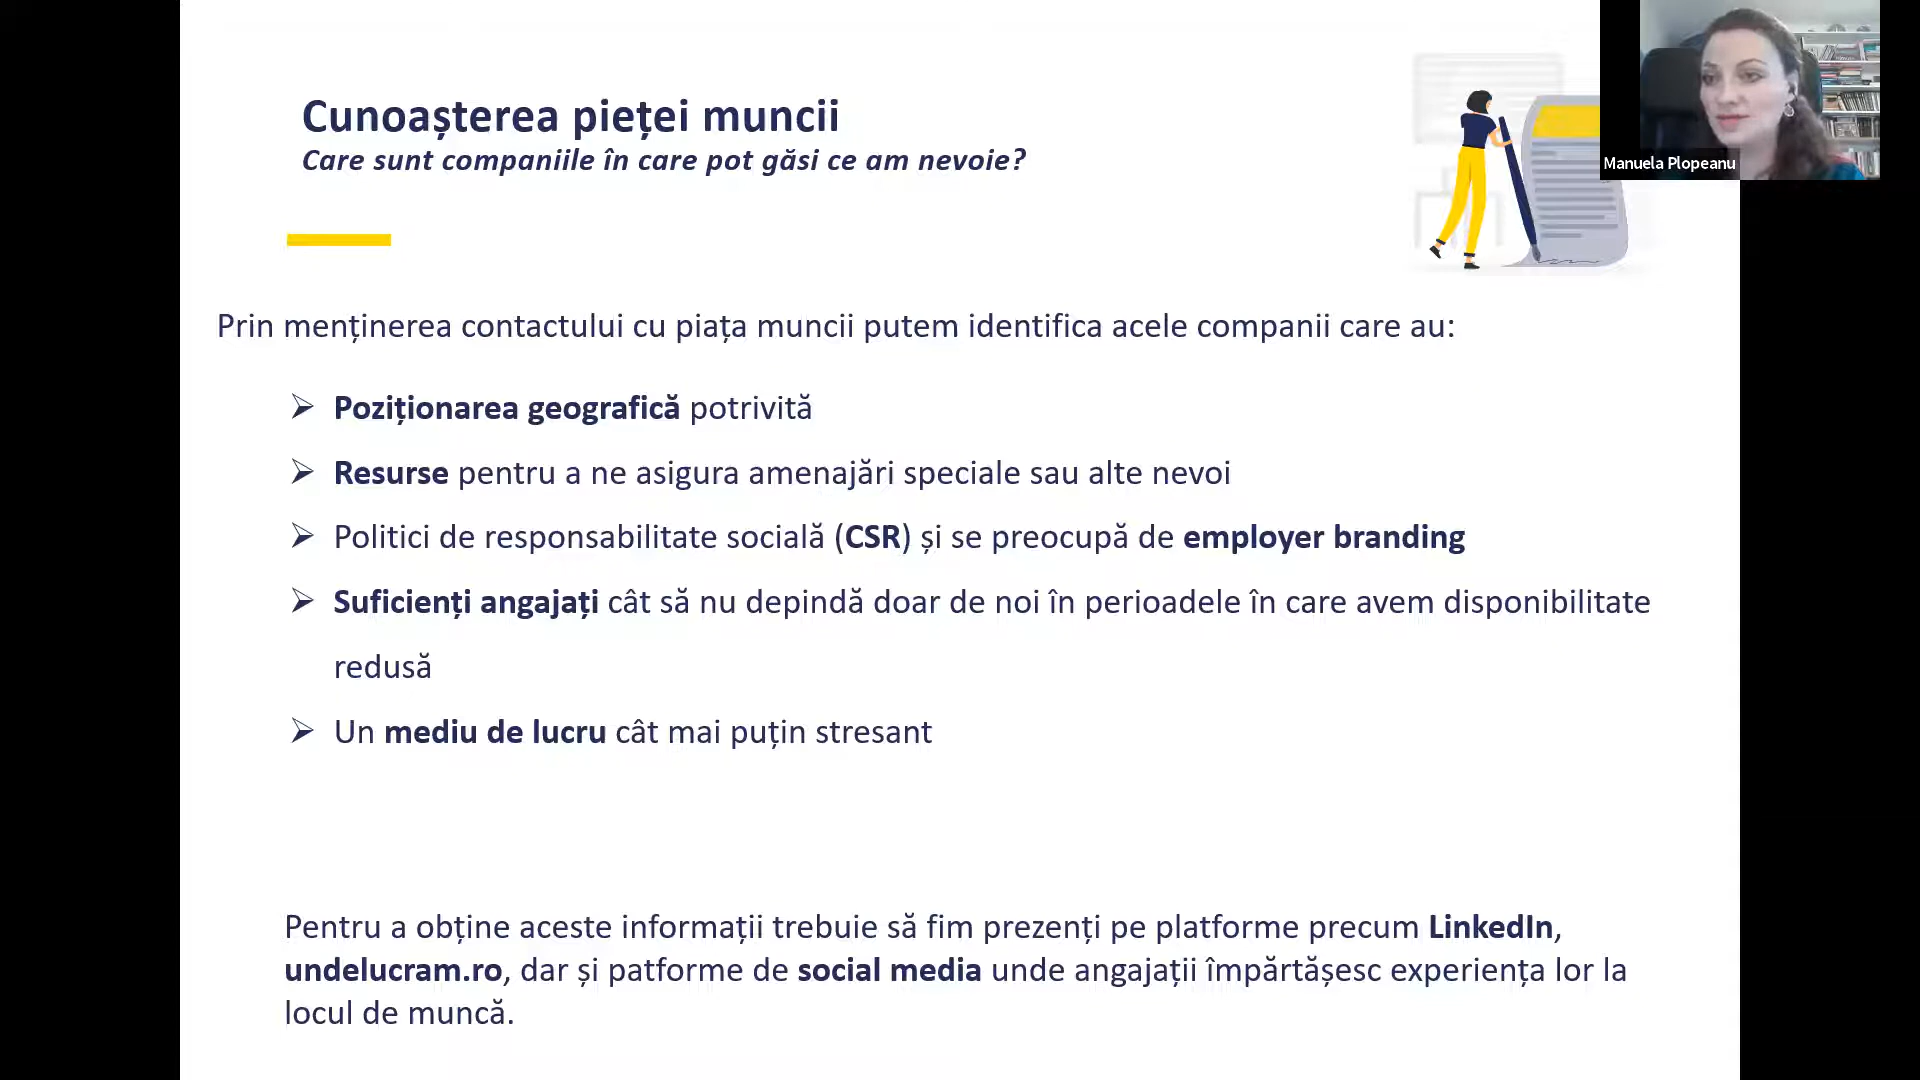 Cunoașterea pieței muncii
Care sunt companiile în care pot găsi ce am nevoie?
Manuela Plopeanu
Prin menținerea contactului cu piața muncii putem identifica acele companii care au:
➢ Poziționarea geografică potrivită
➢ Resurse pentru a ne asigura amenajări speciale sau alte nevoi
➢ Politici de responsabilitate socială (CSR) și se preocupă de employer branding
➢ Suficienți angajați cât să nu depindă doar de noi în perioadele în care avem disponibilitate
redusă
➢ Un mediu de lucru cât mai puțin stresant
Pentru a obține aceste informații trebuie să fim prezenți pe platforme precum LinkedIn,
undelucram.ro, dar și patforme de social media unde angajații împărtășesc experiența lor la
locul de muncă.